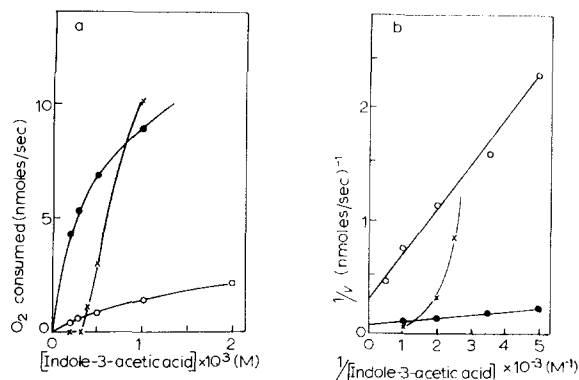 a
O₂ consumed (nmoles/sec)
10
5
0
0
1
2
[Indole-3-acetic acid] ×10³ (M)
b
1/v (nmoles/sec)⁻¹
2
1
0
0
1
2
3
4
5
1/[Indole-3-acetic acid] ×10⁻³ (M⁻¹)